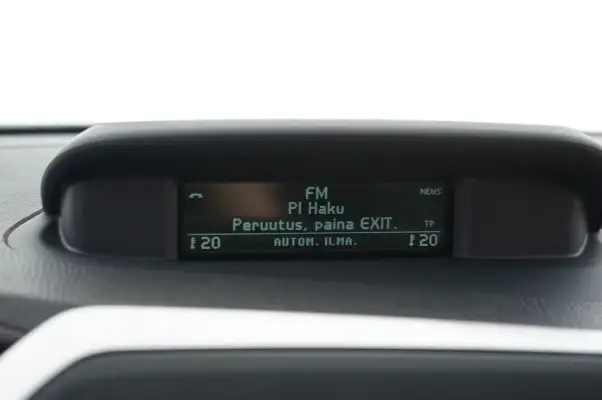 FM
NEWS
PI Haku
Peruutus, paina EXIT.
TP
20 AUTOM. ILMA. 20